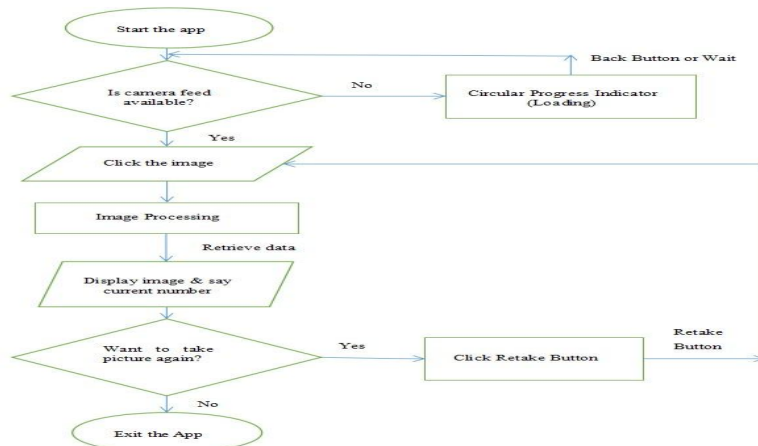 Start the app
Back Button or Wait
Is camera feed
available?
No
Circular Progress Indicator
(Loading)
Yes
Click the image
Image Processing
Retrieve data
Display image & say
current number
Want to take
picture again?
Yes
Click Retake Button
Retake
Button
No
Exit the App